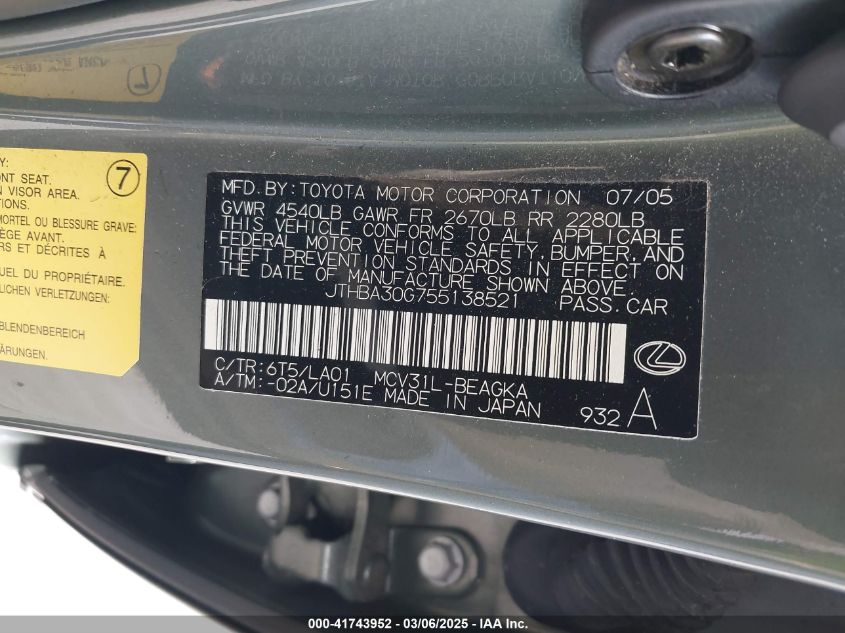 Y:
NT SEAT.
N VISOR AREA.
TIONS.
MORTEL OU BLESSURE GRAVE:
ÈGE AVANT.
ERS ET DÉCRITES À
UEL DU PROPRIÉTAIRE.
LICHEN VERLETZUNG:
BLENDENBEREICH
ÄRUNGEN.
7
MFD. BY: TOYOTA MOTOR CORPORATION 07/05
GVWR 4540LB GAWR FR 2670LB RR 2280LB
THIS VEHICLE CONFORMS TO ALL APPLICABLE
FEDERAL MOTOR VEHICLE SAFETY, BUMPER, AND
THEFT PREVENTION STANDARDS IN EFFECT ON
THE DATE OF MANUFACTURE SHOWN ABOVE.
JTHBA30G755138521 PASS. CAR
C/TR: 6T5/LA01 MCV31L-BEAGKA
A/TM: -02A/U151E MADE IN JAPAN 932 A
000-41743952 - 03/06/2025 - IAA Inc.